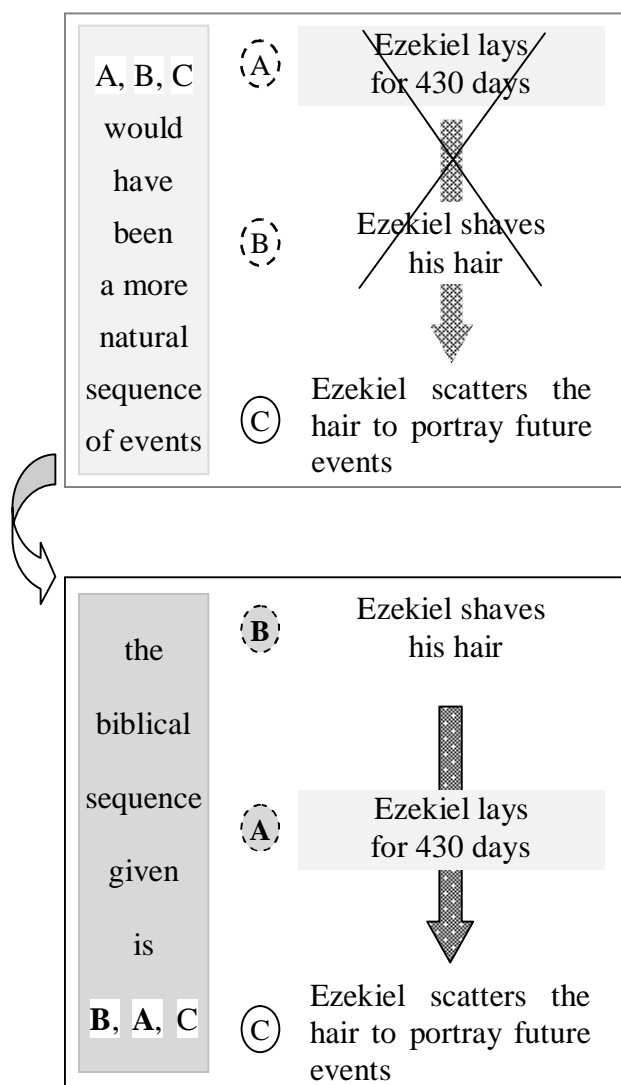 A, B, C
would
have
been
a more
natural
sequence
of events
A
Ezekiel lays
for 430 days
B
Ezekiel shaves
his hair
C
Ezekiel scatters the
hair to portray future
events
the
biblical
sequence
given
is
B, A, C
B
Ezekiel shaves
his hair
A
Ezekiel lays
for 430 days
C
Ezekiel scatters the
hair to portray future
events